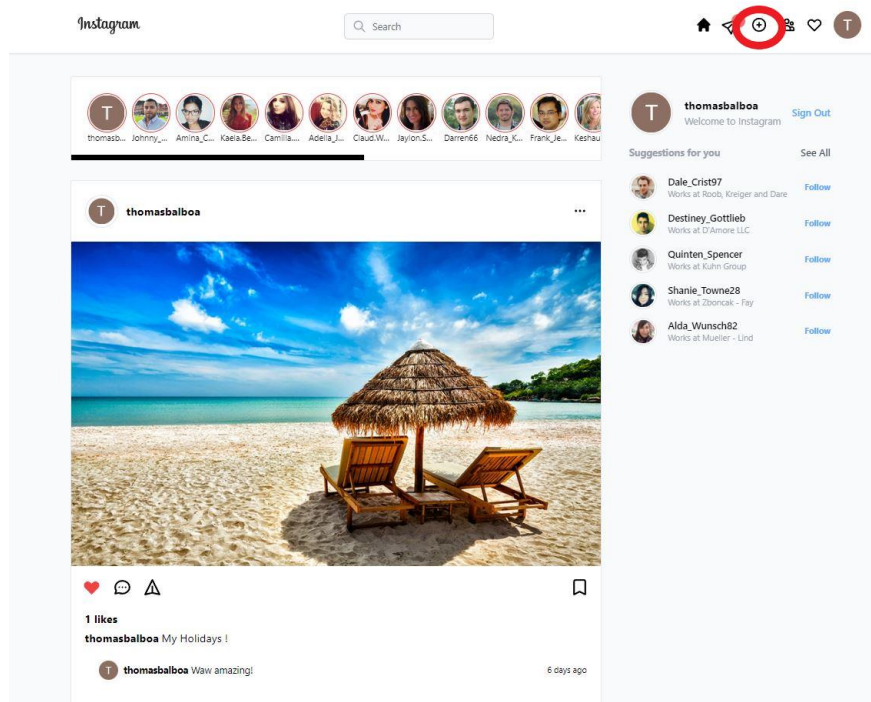 Instagram
Search
T
T
thomasb... Johnny_... Amina_C... Kaela.Be... Camilla.... Adella_J... Claud.W... Jaylon.S... Darren66 Nedra_K... Frank_Je... Keshau
T
thomasbalboa
Welcome to Instagram
Sign Out
Suggestions for you
See All
Dale_Crist97
Works at Roob, Kreiger and Dare
Follow
Destiney_Gottlieb
Works at D'Amore LLC
Follow
Quinten_Spencer
Works at Kuhn Group
Follow
Shanie_Towne28
Works at Zboncak - Fay
Follow
Alda_Wunsch82
Works at Mueller - Lind
Follow
T
thomasbalboa
1 likes
thomasbalboa My Holidays !
T
thomasbalboa Waw amazing!
6 days ago